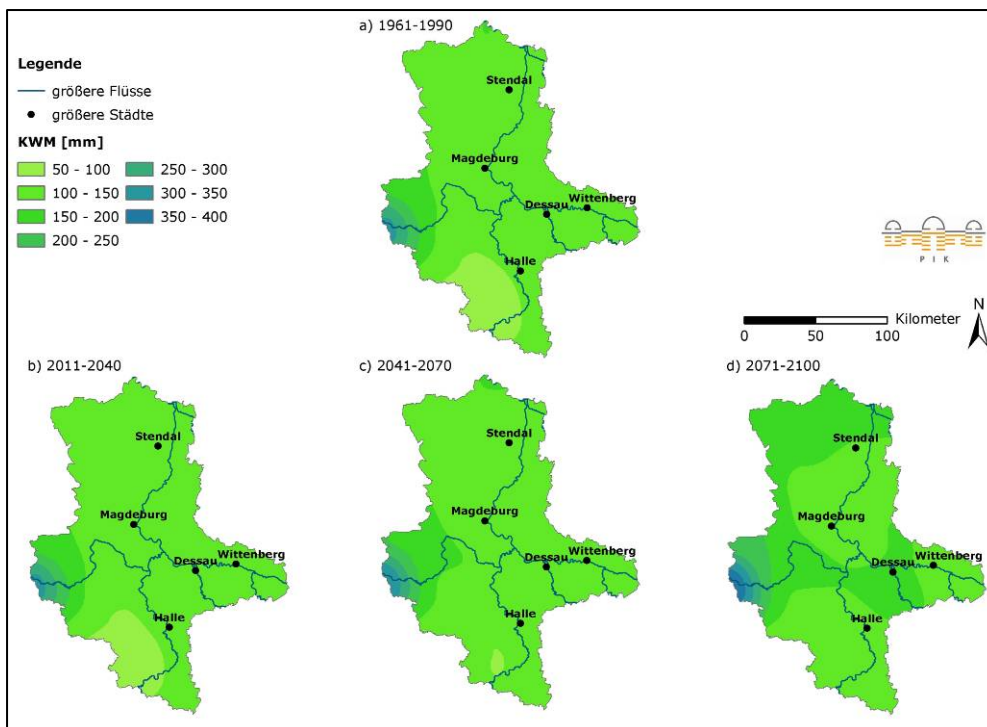 a) 1961-1990
Legende
größere Flüsse
größere Städte
KWM [mm]
50 - 100
250 - 300
100 - 150
300 - 350
150 - 200
350 - 400
200 - 250
Stendal
Magdeburg
Dessau
Wittenberg
Halle
P I K
N
Kilometer
0
50
100
b) 2011-2040
Stendal
Magdeburg
Dessau
Wittenberg
Halle
c) 2041-2070
Stendal
Magdeburg
Dessau
Wittenberg
Halle
d) 2071-2100
Stendal
Magdeburg
Dessau
Wittenberg
Halle